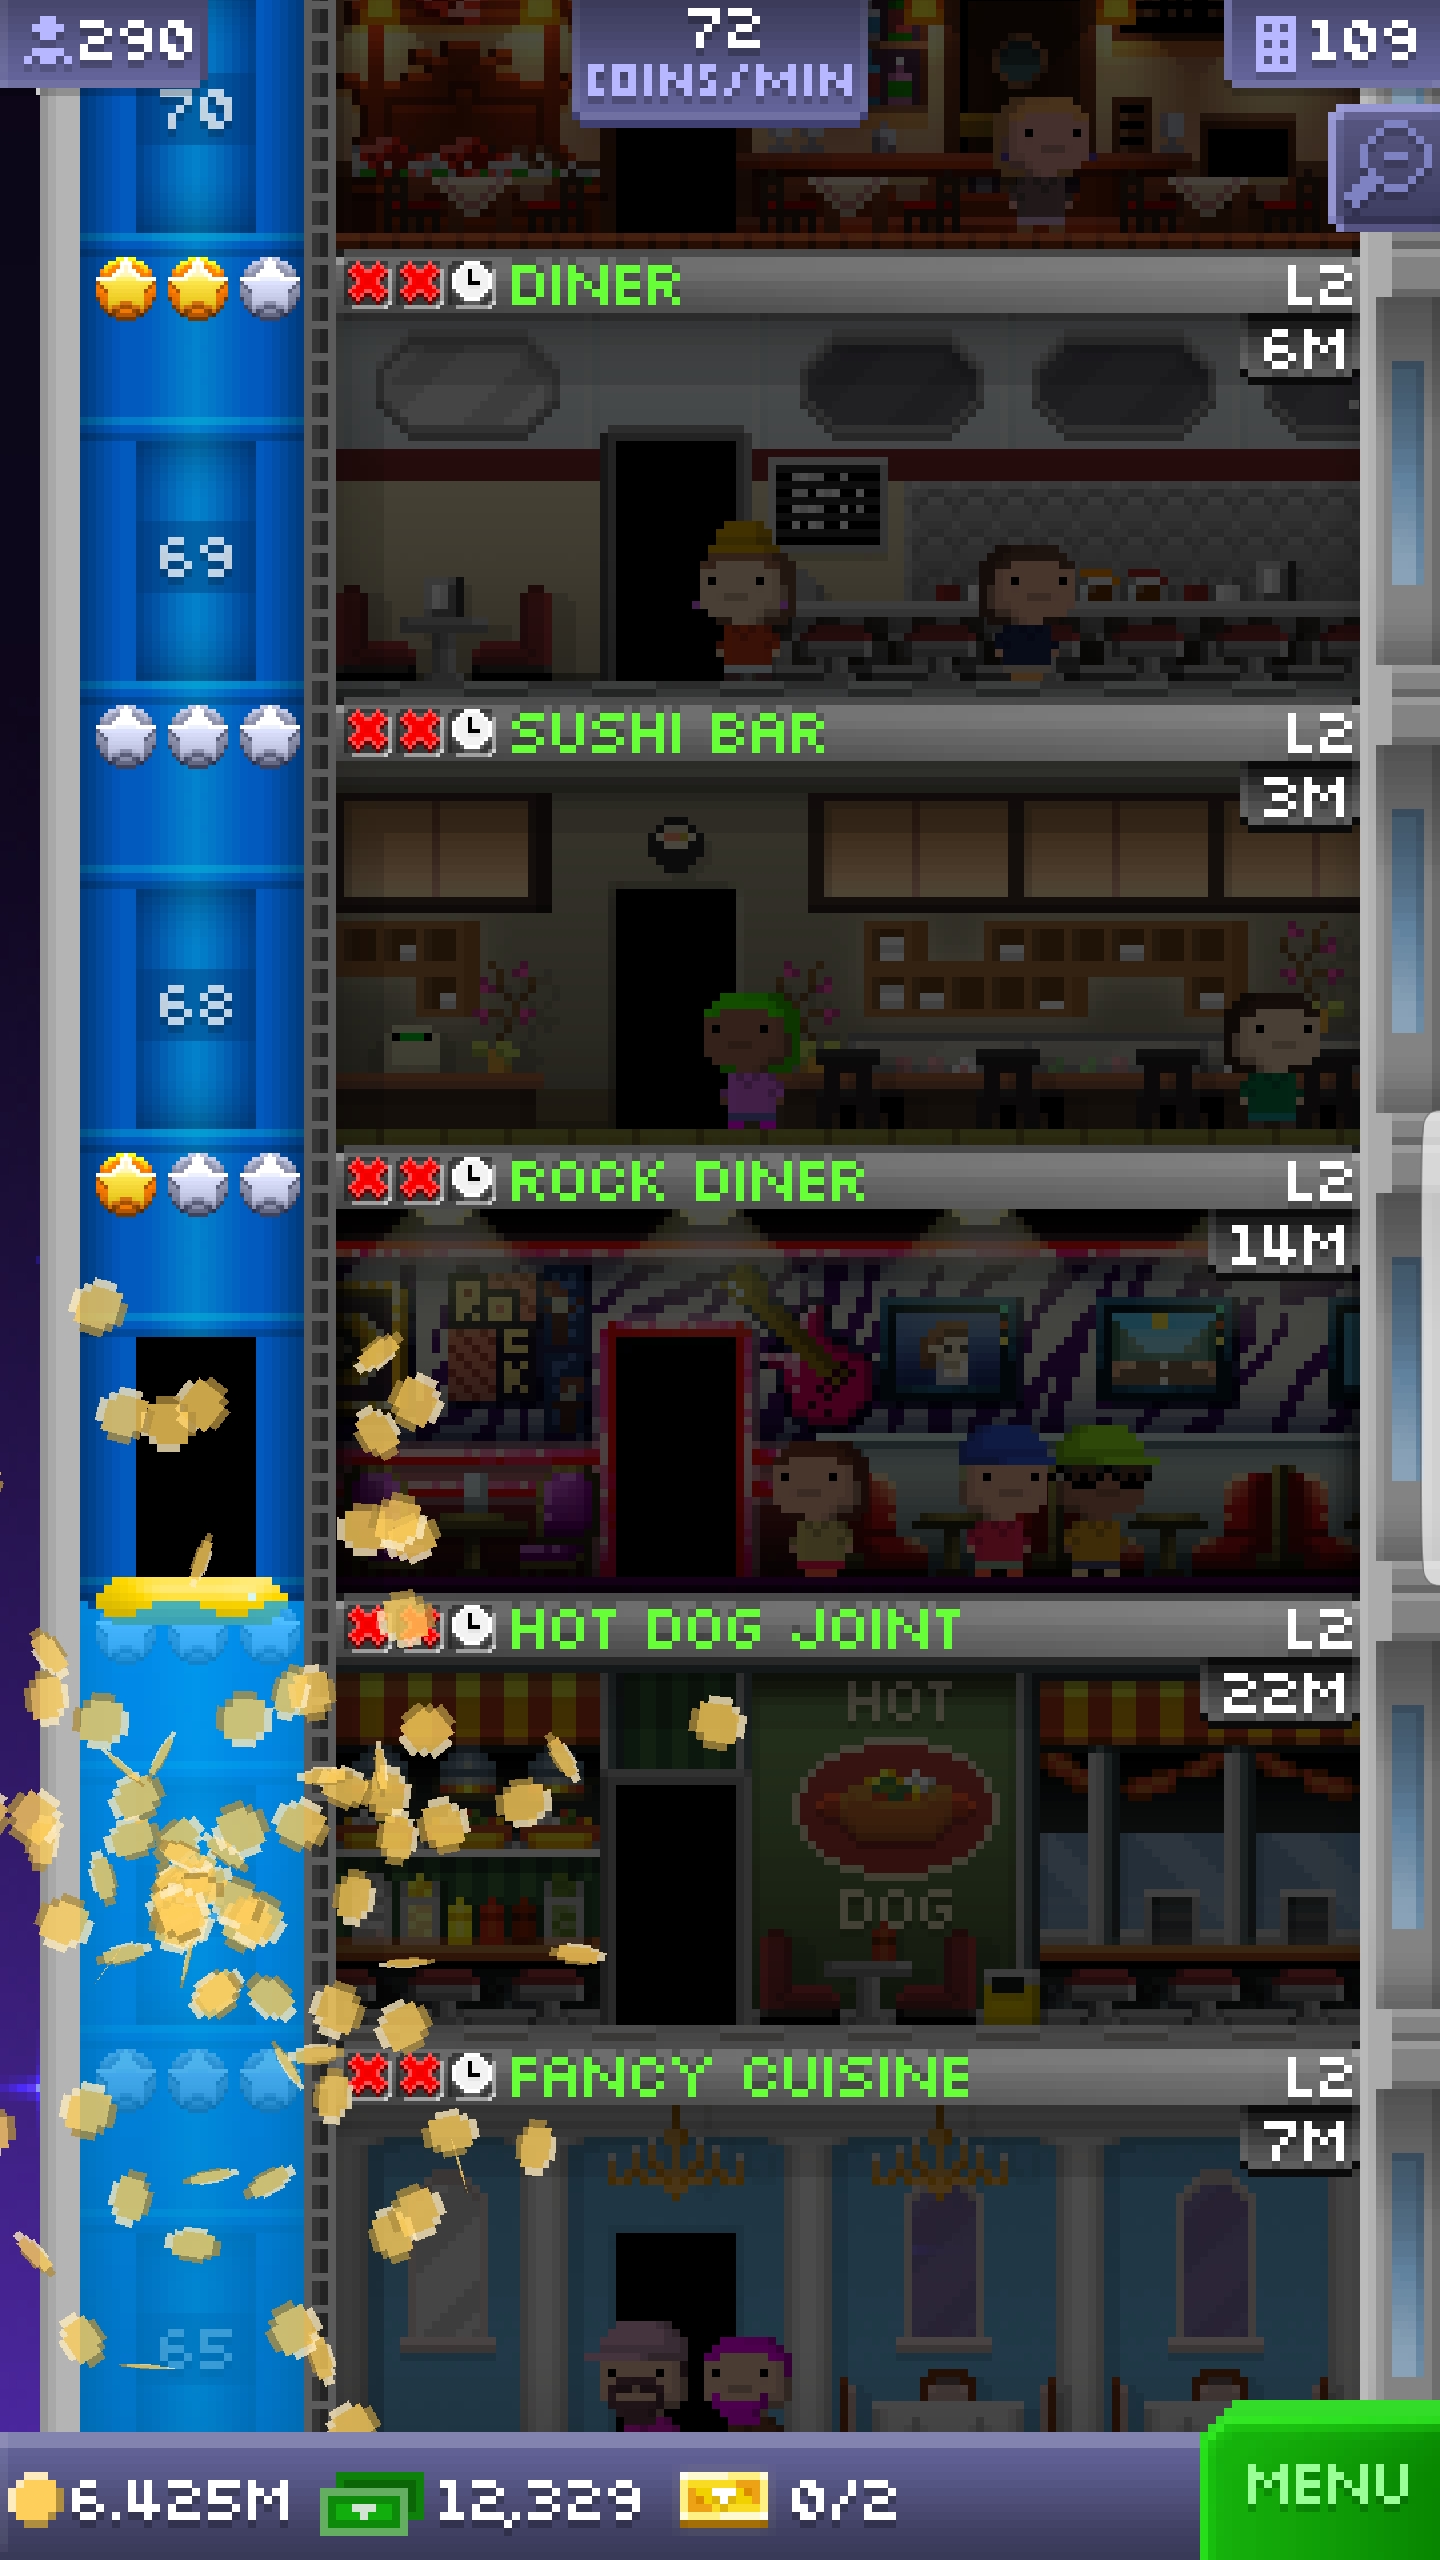 290
72
COINS/MIN
109
70
DINER L2
6M
69
SUSHI BAR L2
3M
68
ROCK DINER L2
14M
HOT DOG JOINT L2
22M
HOT
DOG
FANCY CUISINE L2
7M
65
6.425M 12,329 0/2 MENU